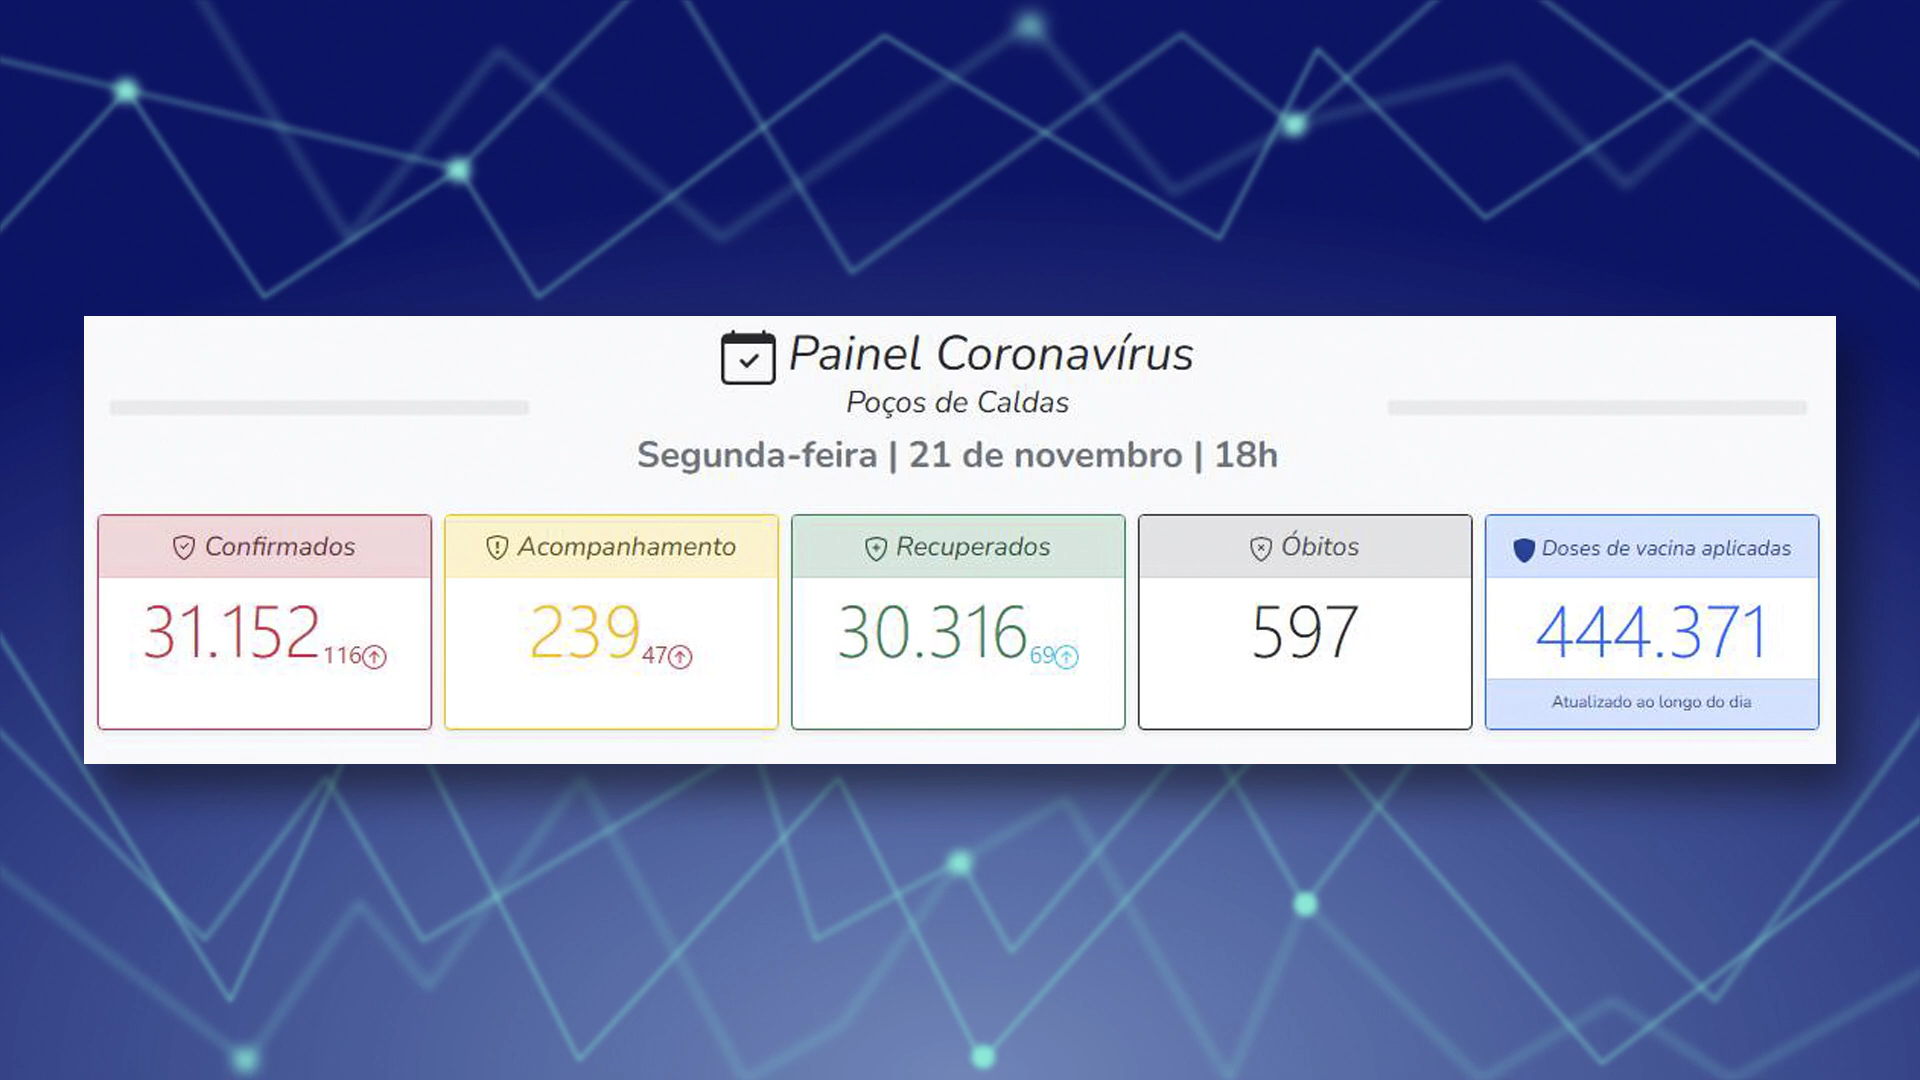 Painel Coronavírus
Poços de Caldas
Segunda-feira | 21 de novembro | 18h
Confirmados
31.152 116
Acompanhamento
239 47
Recuperados
30.316 69
Óbitos
597
Doses de vacina aplicadas
444.371
Atualizado ao longo do dia